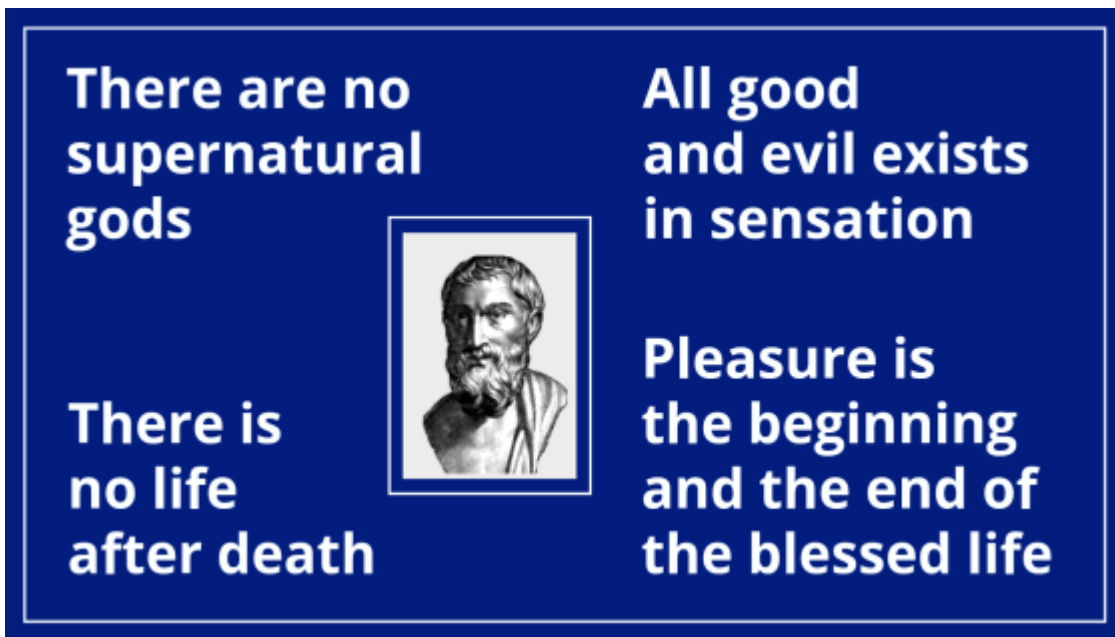 There are no
supernatural
gods
All good
and evil exists
in sensation
There is
no life
after death
Pleasure is
the beginning
and the end of
the blessed life